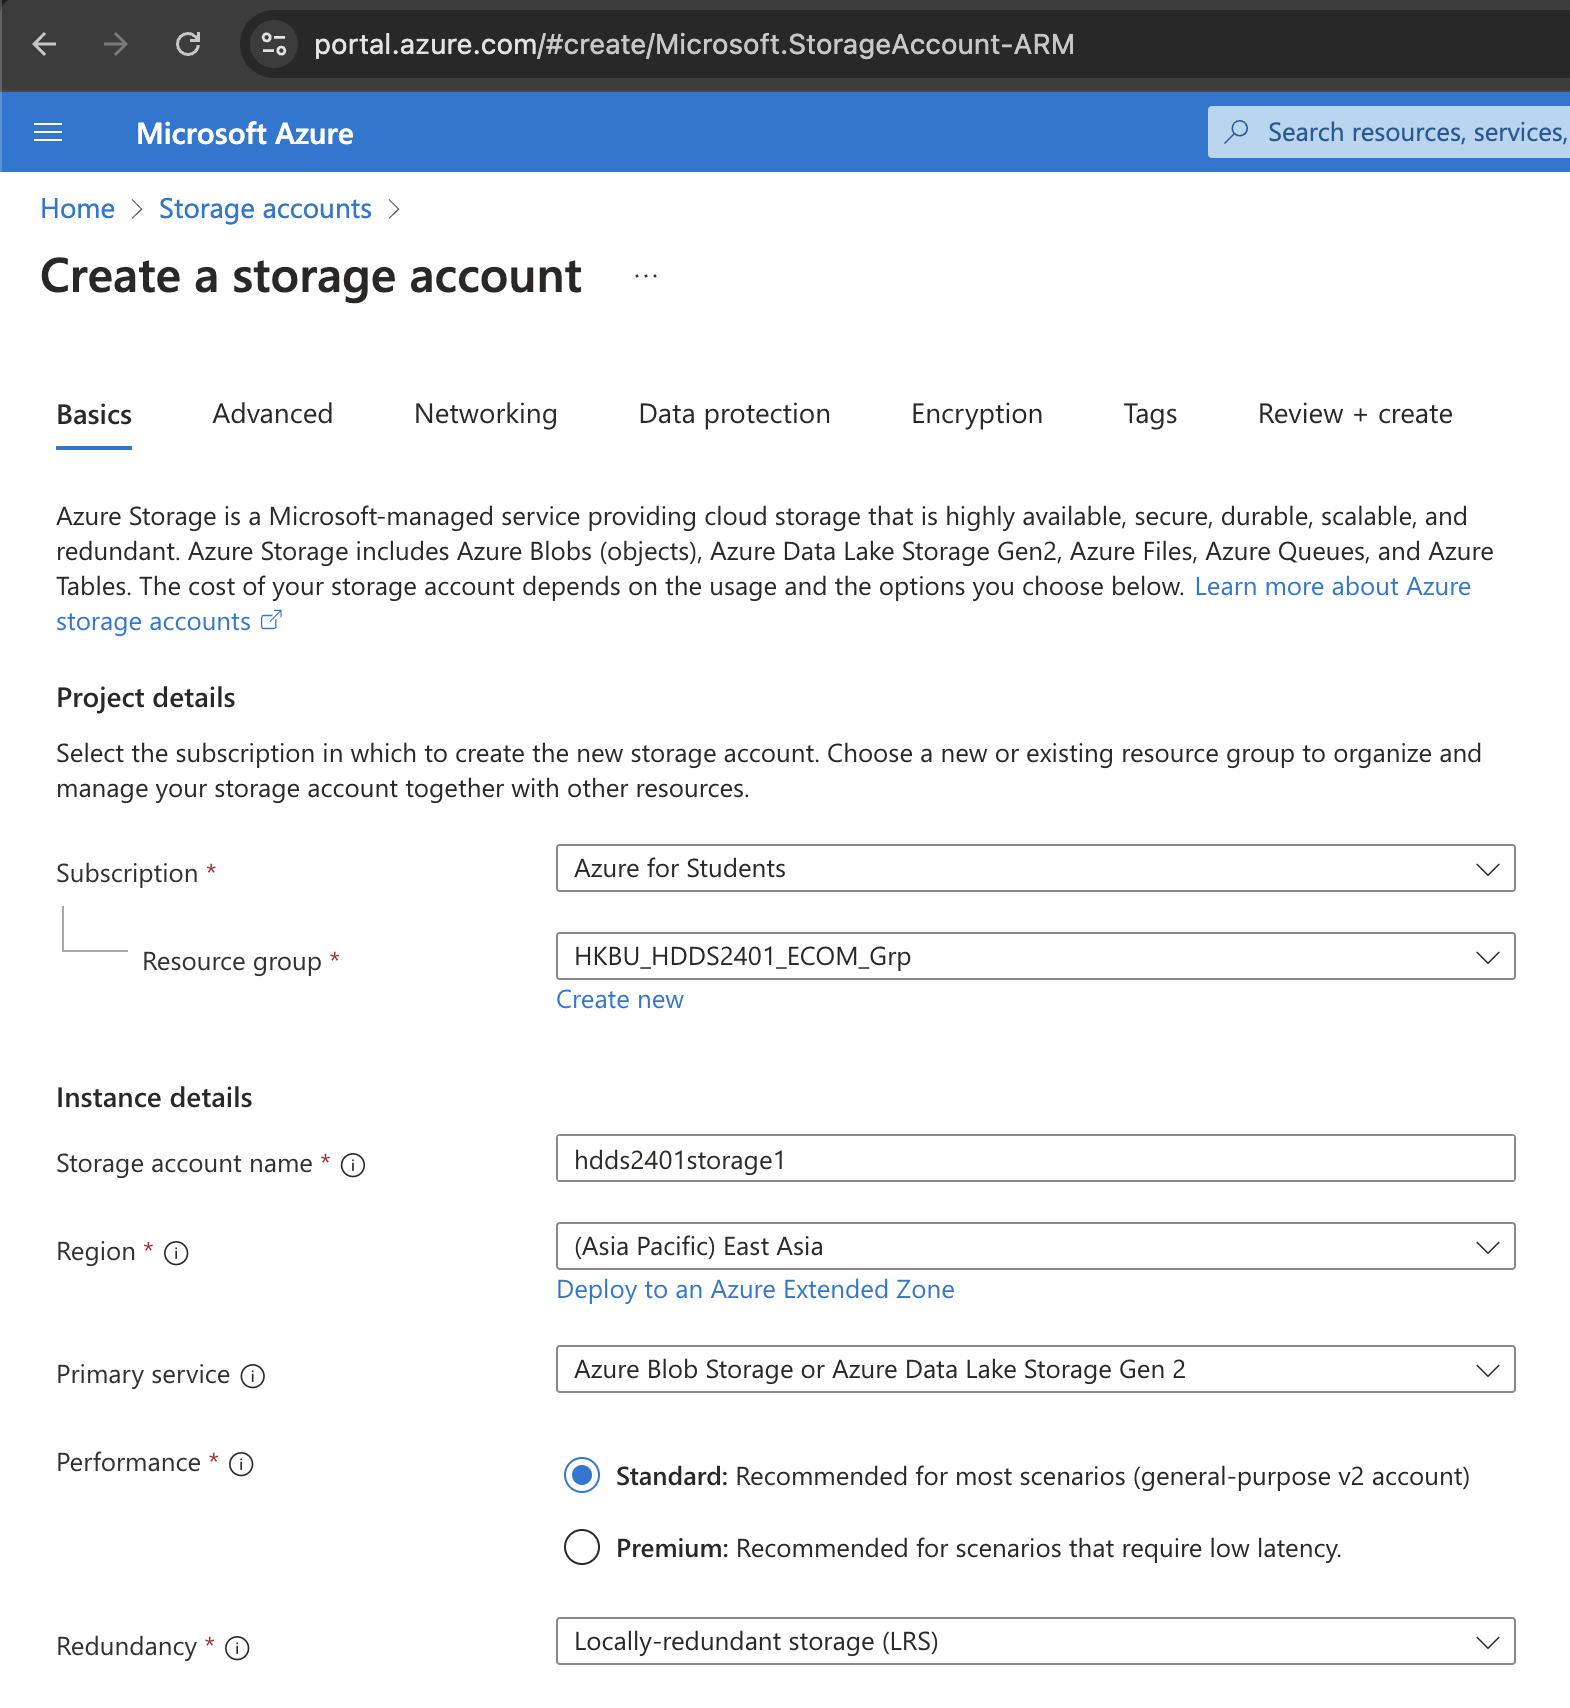 portal.azure.com/#create/Microsoft.StorageAccount-ARM
Microsoft Azure
Search resources, services,
Home > Storage accounts >
Create a storage account ...
Basics Advanced Networking Data protection Encryption Tags Review + create
Azure Storage is a Microsoft-managed service providing cloud storage that is highly available, secure, durable, scalable, and
redundant. Azure Storage includes Azure Blobs (objects), Azure Data Lake Storage Gen2, Azure Files, Azure Queues, and Azure
Tables. The cost of your storage account depends on the usage and the options you choose below. Learn more about Azure
storage accounts
Project details
Select the subscription in which to create the new storage account. Choose a new or existing resource group to organize and
manage your storage account together with other resources.
Subscription * Azure for Students
Resource group * HKBU_HDDS2401_ECOM_Grp
Create new
Instance details
Storage account name * hdds2401storage1
Region * (Asia Pacific) East Asia
Deploy to an Azure Extended Zone
Primary service Azure Blob Storage or Azure Data Lake Storage Gen 2
Performance * Standard: Recommended for most scenarios (general-purpose v2 account)
Premium: Recommended for scenarios that require low latency.
Redundancy * Locally-redundant storage (LRS)